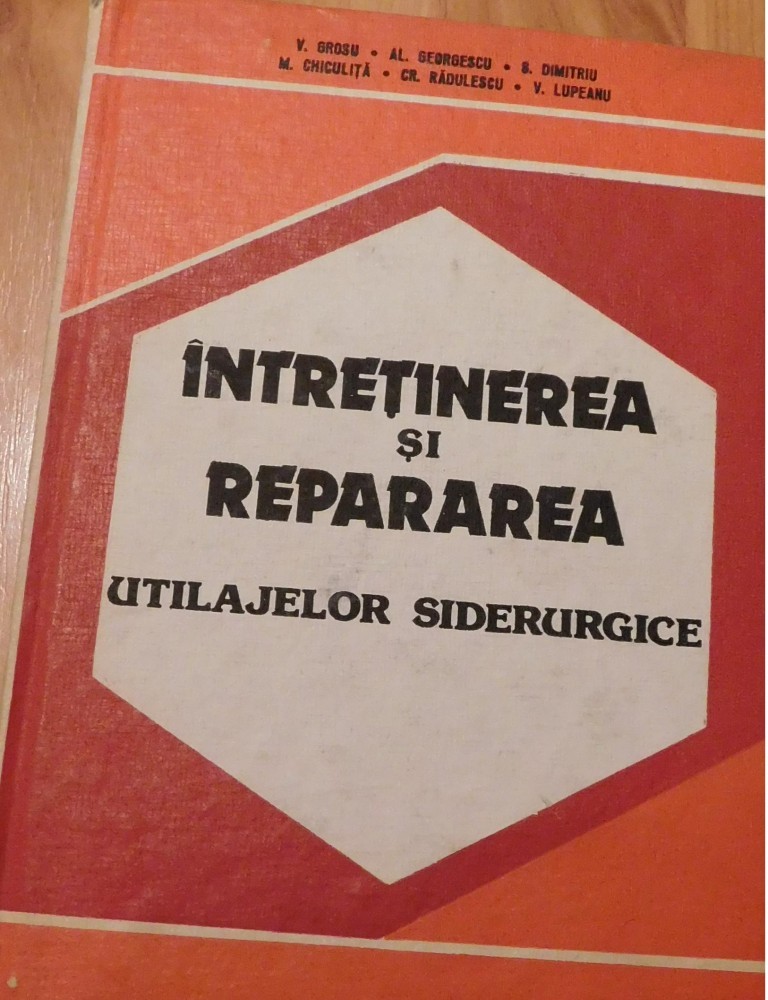 V. GROSU • AL. GEORGESCU • S. DIMITRIU
M. CHICULIȚĂ • CR. RĂDULESCU • V. LUPEANU
ÎNTREȚINEREA
ȘI
REPARAREA
UTILAJELOR SIDERURGICE